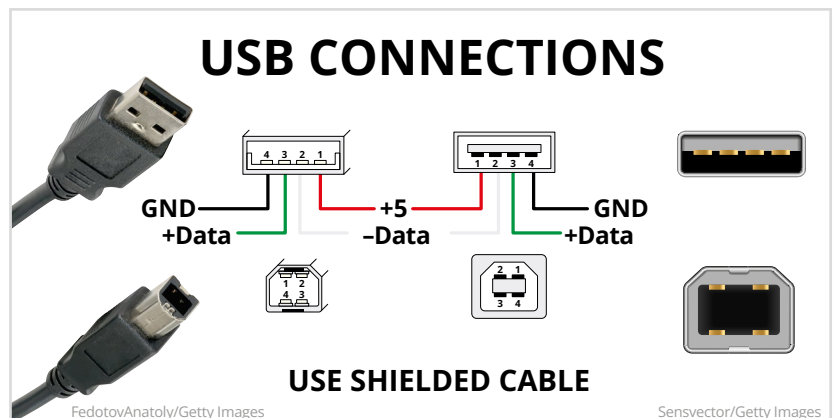 USB CONNECTIONS
4 3 2 1
1 2 3 4
GND +5 GND
+Data –Data +Data
1 2
4 3
2 1
3 4
USE SHIELDED CABLE
FedotovAnatoly/Getty Images
Sensvector/Getty Images